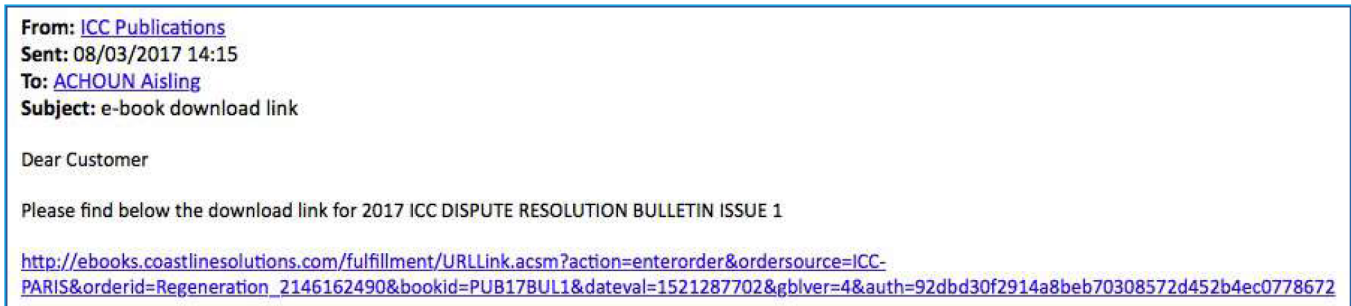 From: ICC Publications
Sent: 08/03/2017 14:15
To: ACHOUN Aisling
Subject: e-book download link
Dear Customer
Please find below the download link for 2017 ICC DISPUTE RESOLUTION BULLETIN ISSUE 1
http://ebooks.coastlinesolutions.com/fulfillment/URLLink.acsm?action=enterorder&ordersource=ICC-
PARIS&orderid=Regeneration_2146162490&bookid=PUB17BUL1&dateval=1521287702&gblver=4&auth=92dbd30f2914a8beb70308572d452b4ec0778672